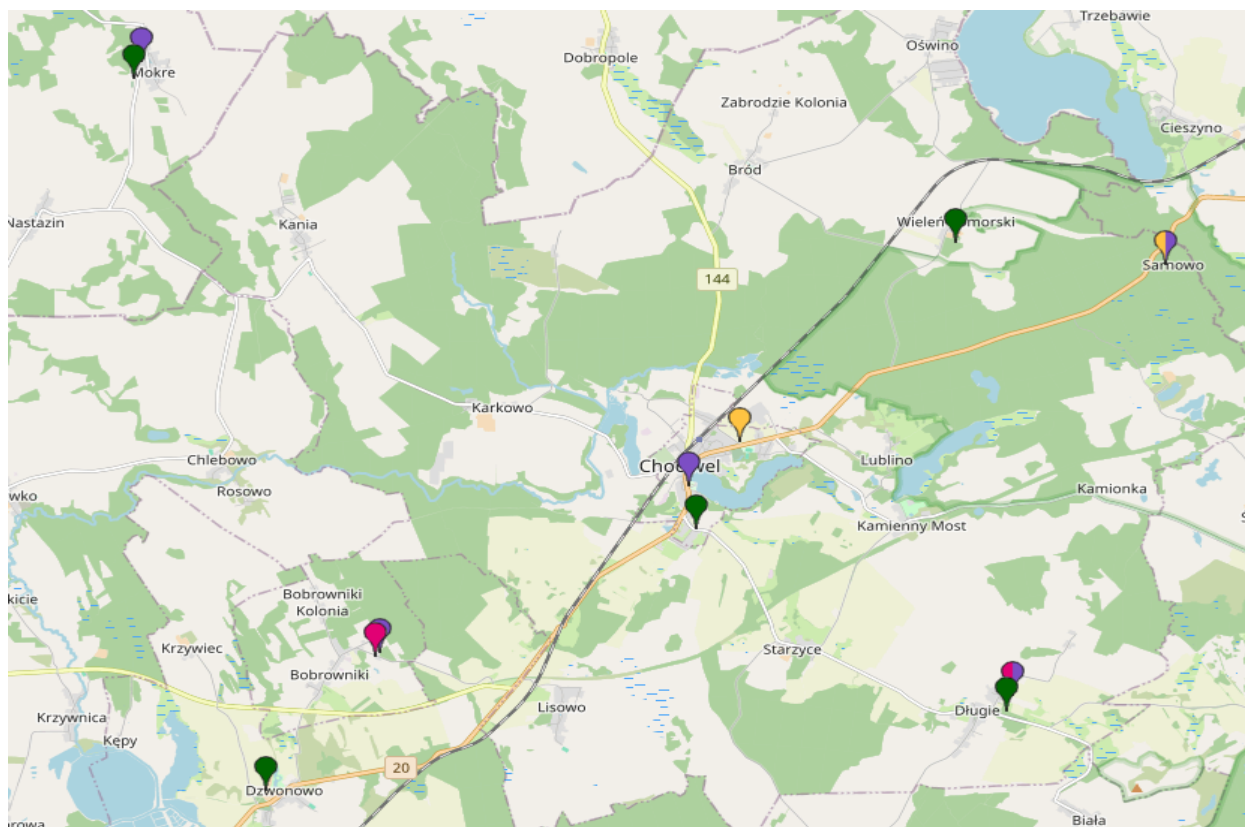 Trzebawie
Dobropole
Oświno
Mokre
Zabrodzie Kolonia
Cieszyno
Bród
Nastazin
Kania
Wieleń
morski
Sarnowo
144
Karkowo
Chociwel
Chlebowo
Lublino
Rosowo
Kamionka
Kamienny Most
Bobrowniki
Kolonia
Krzywiec
Starzyce
Bobrowniki
Krzywnica
Lisowo
Długie
Kępy
20
Dzwonowo
Biała